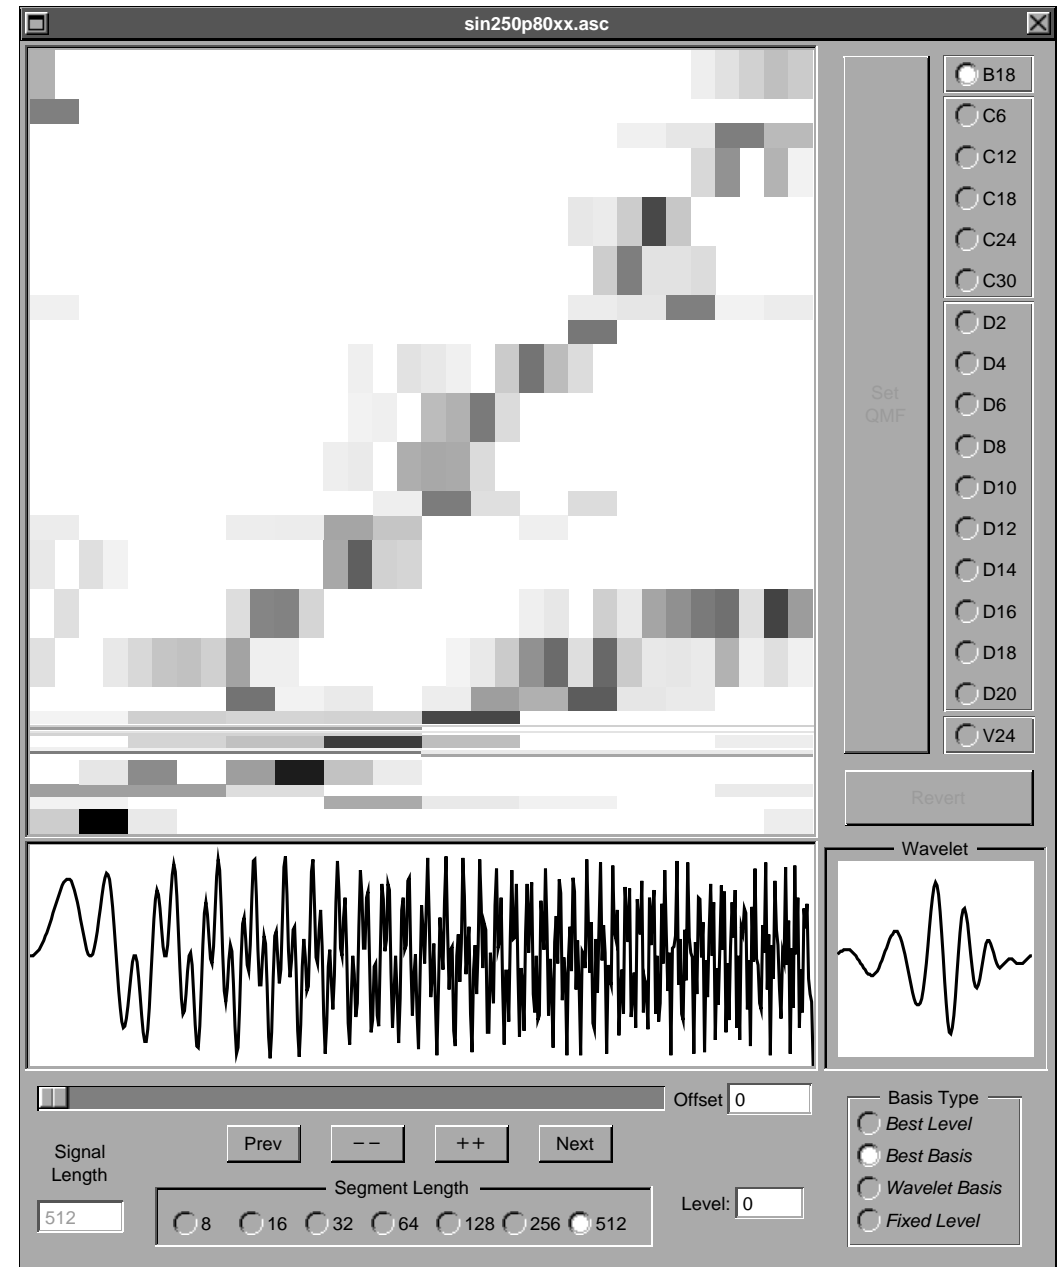 sin250p80xx.asc
B18
C6
C12
C18
C24
C30
D2
D4
Set
QMF
D6
D8
D10
D12
D14
D16
D18
D20
V24
Revert
Wavelet
Offset 0
Prev
--
++
Next
Signal
Length
512
Segment Length
8 16 32 64 128 256 512
Level: 0
Basis Type
Best Level
Best Basis
Wavelet Basis
Fixed Level